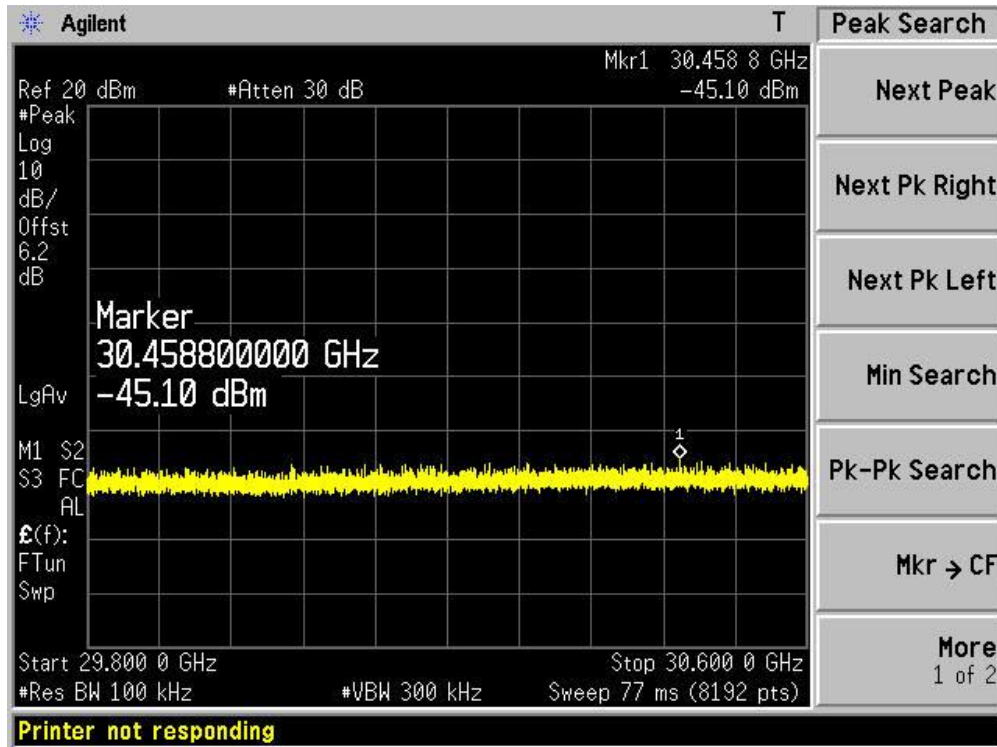 Agilent T Peak Search
Mkr1 30.458 8 GHz
Ref 20 dBm #Atten 30 dB -45.10 dBm
#Peak
Log
10
dB/
Offst
6.2
dB
Marker
30.458800000 GHz
-45.10 dBm
LgAv
1
M1 S2
S3 FC
AL
£(f):
FTun
Swp
Start 29.800 0 GHz Stop 30.600 0 GHz
#Res BW 100 kHz #VBW 300 kHz Sweep 77 ms (8192 pts)
Printer not responding
Next Peak
Next Pk Right
Next Pk Left
Min Search
Pk-Pk Search
Mkr → CF
More
1 of 2